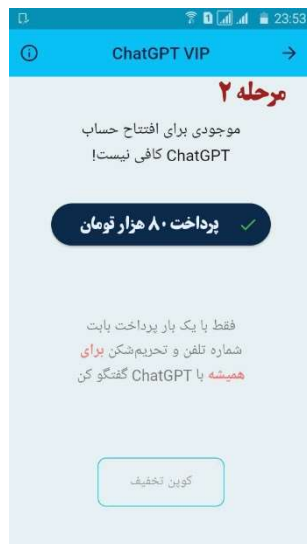 23:53
ChatGPT VIP
مرحله ۲
موجودی برای افتتاح حساب
ChatGPT کافی نیست!
پرداخت ۸۰ هزار تومان
فقط با یک بار پرداخت بابت
شماره تلفن و تحریم‌شکن برای
همیشه با ChatGPT گفتگو کن
کوپن تخفیف